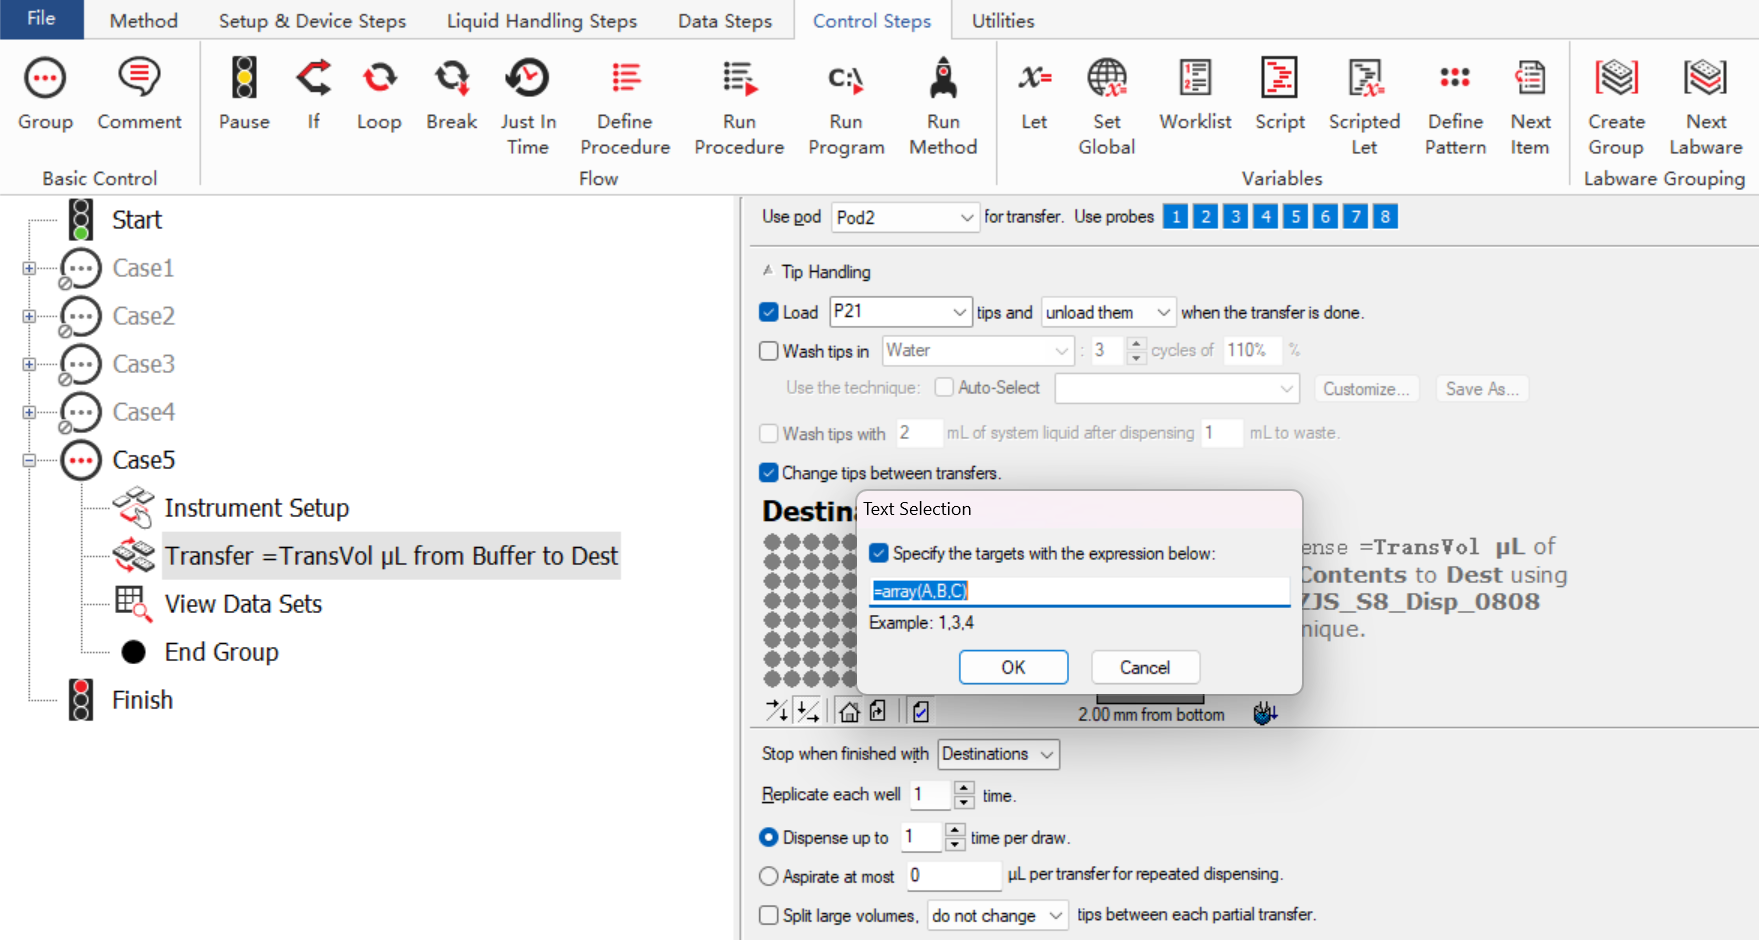 File Method Setup & Device Steps Liquid Handling Steps Data Steps Control Steps Utilities
Group Comment Pause If Loop Break Just In Time Define Procedure Run Procedure Run Program Run Method Let Set Global Worklist Script Scripted Let Define Pattern Next Item Create Group Next Labware
C:\
x=
Basic Control Flow Variables Labware Grouping
Start
Case1
Case2
Case3
Case4
Case5
Instrument Setup
Transfer =TransVol µL from Buffer to Dest
View Data Sets
End Group
Finish
Use pod Pod2 for transfer. Use probes 1 2 3 4 5 6 7 8
Tip Handling
Load P21 tips and unload them when the transfer is done.
Wash tips in Water : 3 cycles of 110% %
Use the technique: Auto-Select Customize... Save As...
Wash tips with 2 mL of system liquid after dispensing 1 mL to waste.
Change tips between transfers.
Destina
Text Selection
Specify the targets with the expression below:
=array(A,B,C)
Example: 1,3,4
OK Cancel
ense =TransVol µL of
Contents to Dest using
ZJS_S8_Disp_0808
nique.
2.00 mm from bottom
Stop when finished with Destinations
Replicate each well 1 time.
Dispense up to 1 time per draw.
Aspirate at most 0 µL per transfer for repeated dispensing.
Split large volumes, do not change tips between each partial transfer.